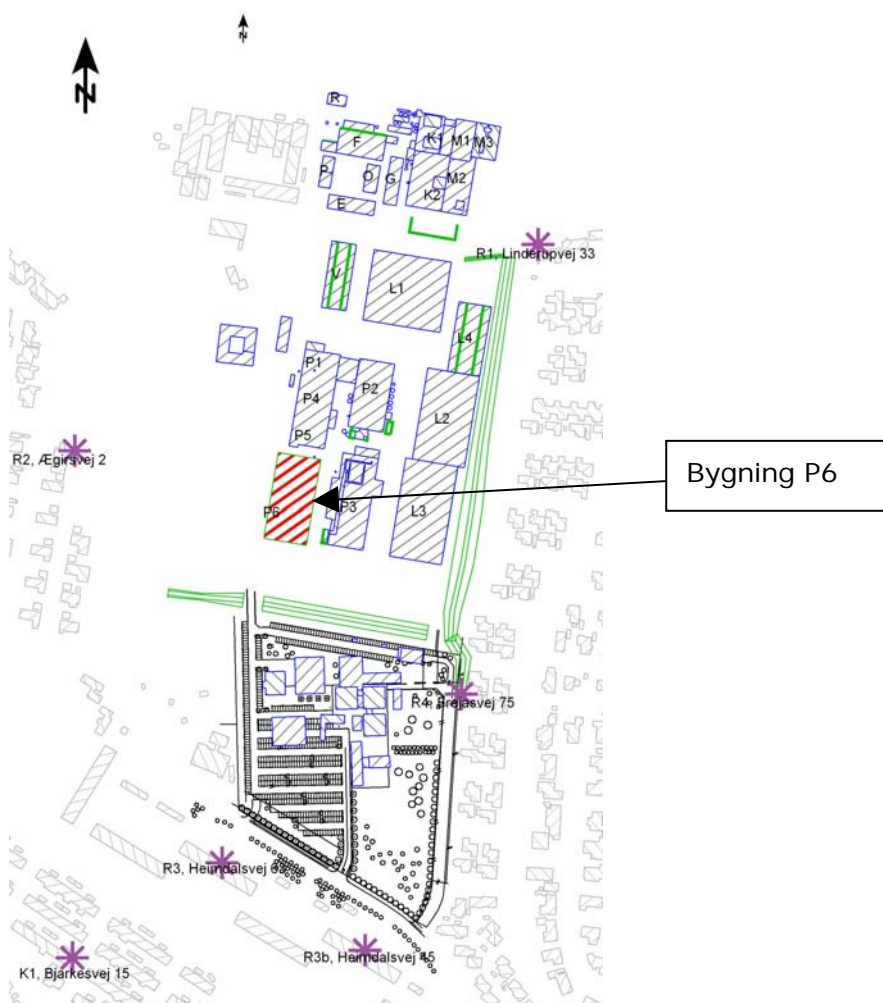 N
N
R
F
K1
M1
M3
P
O
G
M2
K2
E
R1, Linderupvej 33
V
L1
L4
P1
P2
P4
L2
P5
R2, Ægirsvej 2
Bygning P6
P6
P3
L3
R4, Frejasvej 75
R3, Heimdalsvej
R3b, Heimdalsvej 45
K1, Bjarkesvej 15